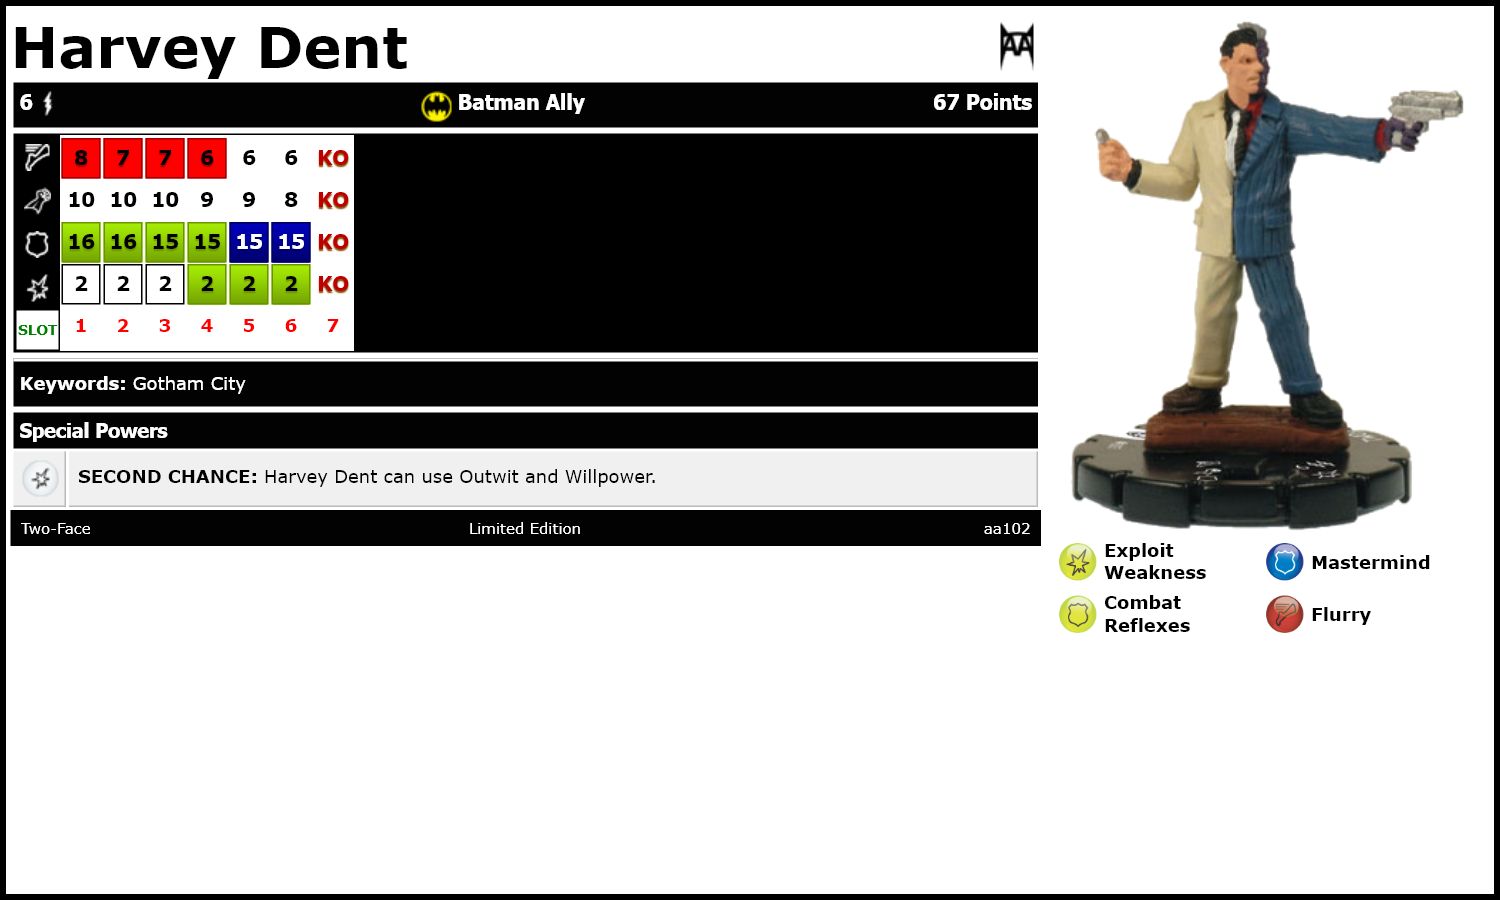 Harvey Dent
6 Batman Ally 67 Points
8 7 7 6 6 6 KO
10 10 10 9 9 8 KO
16 16 15 15 15 15 KO
2 2 2 2 2 2 KO
SLOT 1 2 3 4 5 6 7
Keywords: Gotham City
Special Powers
SECOND CHANCE: Harvey Dent can use Outwit and Willpower.
Two-Face Limited Edition aa102
Exploit Weakness
Mastermind
Combat Reflexes
Flurry